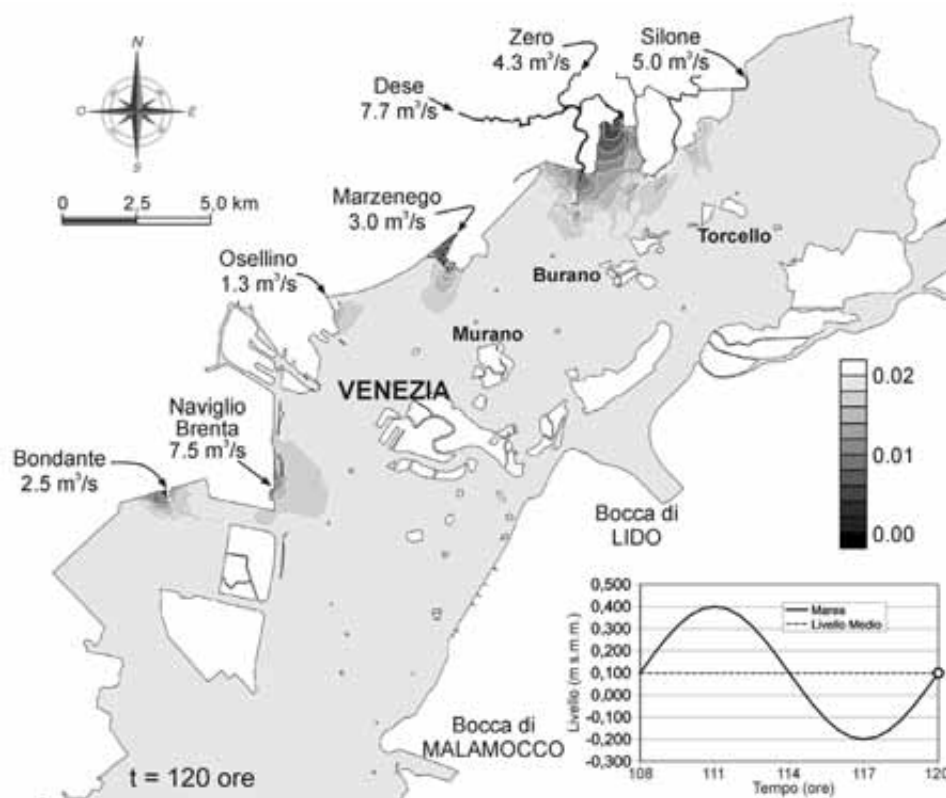 N
O
E
S
0 2,5 5,0 km
Zero
4.3 m³/s
Silone
5.0 m³/s
Dese
7.7 m³/s
Marzenego
3.0 m³/s
Osellino
1.3 m³/s
Torcello
Burano
Murano
VENEZIA
Naviglio
Brenta
7.5 m³/s
Bondante
2.5 m³/s
Bocca di
LIDO
Bocca di
MALAMOCCO
t = 120 ore
0.02
0.01
0.00
Livello (m s.m.m.)
0,500
0,400
0,300
0,200
0,100
0,000
-0,100
-0,200
-0,300
Marea
Livello Medio
108 111 114 117 120
Tempo (ore)